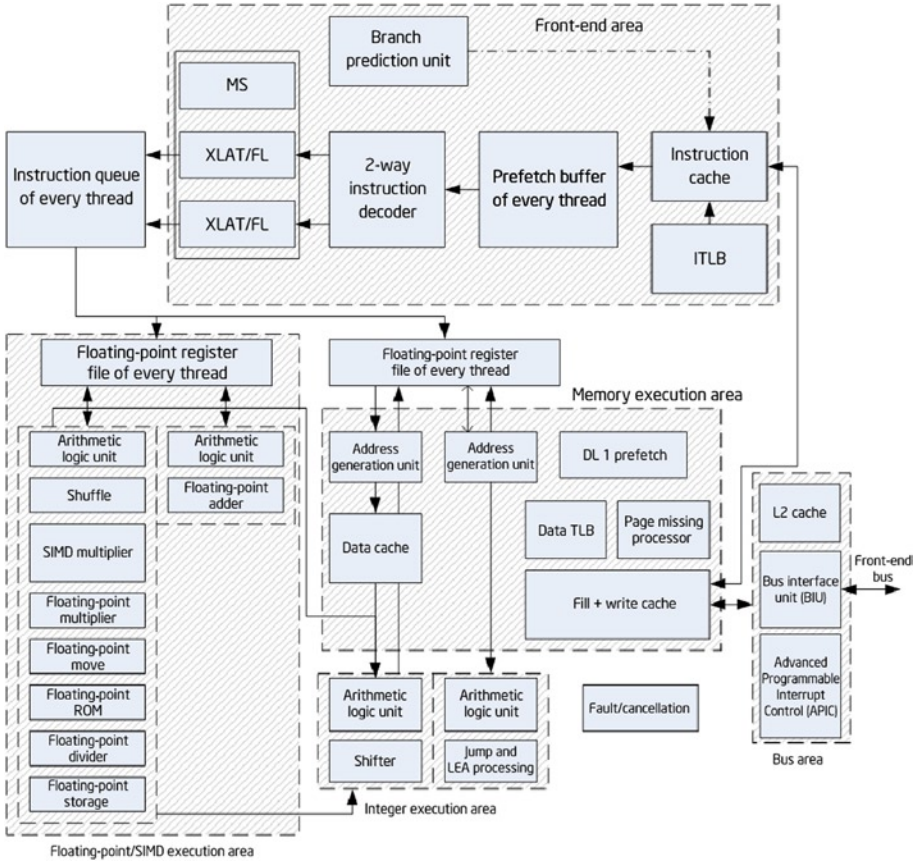 Front-end area
Branch
prediction unit
MS
XLAT/FL
XLAT/FL
2-way
instruction
decoder
Prefetch buffer
of every thread
Instruction
cache
ITLB
Instruction queue
of every thread
Floating-point register
file of every thread
Floating-point register
file of every thread
Memory execution area
Arithmetic
logic unit
Shuffle
SIMD multiplier
Floating-point
multiplier
Floating-point
move
Floating-point
ROM
Floating-point
divider
Floating-point
storage
Arithmetic
logic unit
Floating-point
adder
Address
generation unit
Data cache
Address
generation unit
DL 1 prefetch
Data TLB
Page missing
processor
Fill + write cache
L2 cache
Bus interface
unit (BIU)
Advanced
Programmable
Interrupt
Control (APIC)
Bus area
Front-endl
bus
Arithmetic
logic unit
Shifter
Arithmetic
logic unit
Jump and
LEA processing
Fault/cancellation
Integer execution area
Floating-point/SIMD execution area